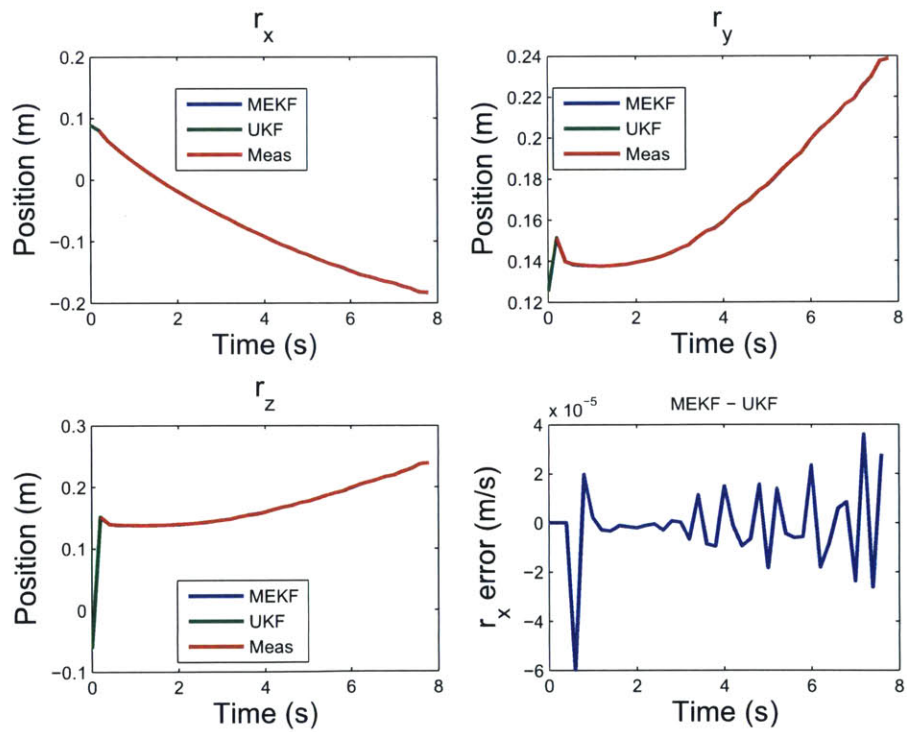 r_x
0.2
0.1
0
−0.1
−0.2
Position (m)
MEKF
UKF
Meas
0 2 4 6 8
Time (s)
r_y
0.24
0.22
0.2
0.18
0.16
0.14
0.12
Position (m)
MEKF
UKF
Meas
0 2 4 6 8
Time (s)
r_z
0.3
0.2
0.1
0
−0.1
Position (m)
MEKF
UKF
Meas
0 2 4 6 8
Time (s)
MEKF − UKF
x 10^−5
4
2
0
−2
−4
−6
r_x error (m/s)
0 2 4 6 8
Time (s)